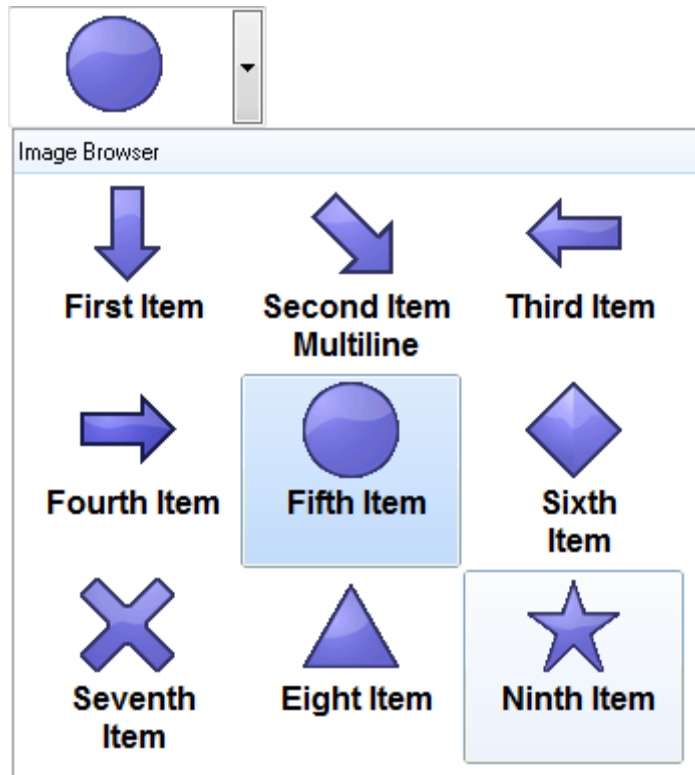 Image Browser
First Item
Second Item
Multiline
Third Item
Fourth Item
Fifth Item
Sixth
Item
Seventh
Item
Eight Item
Ninth Item